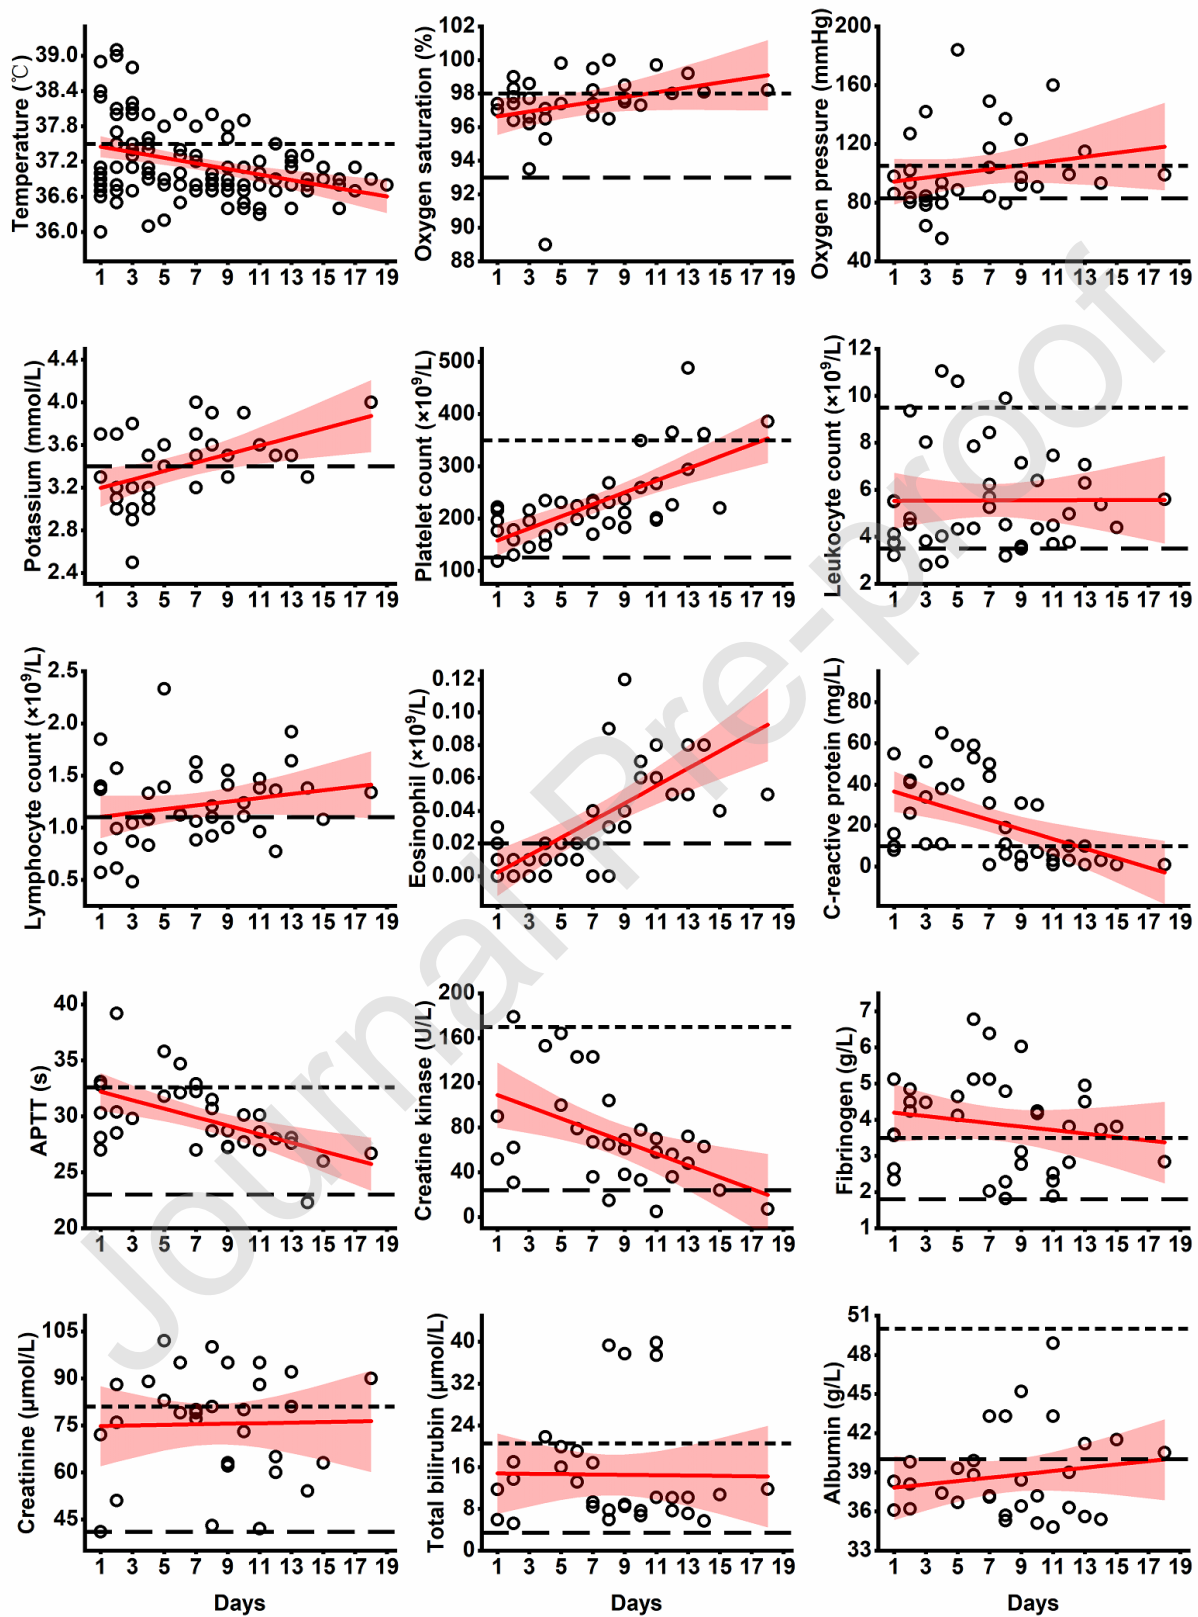 Temperature (℃)
39.0
38.4
37.8
37.2
36.6
36.0
1 3 5 7 9 11 13 15 17 19
Oxygen saturation (%)
102
100
98
96
94
92
90
88
1 3 5 7 9 11 13 15 17 19
Oxygen pressure (mmHg)
200
160
120
80
40
1 3 5 7 9 11 13 15 17 19
Potassium (mmol/L)
4.4
4.0
3.6
3.2
2.8
2.4
1 3 5 7 9 11 13 15 17 19
Platelet count (×10⁹/L)
500
400
300
200
100
1 3 5 7 9 11 13 15 17 19
Leukocyte count (×10⁹/L)
12
10
8
6
4
2
1 3 5 7 9 11 13 15 17 19
Lymphocyte count (×10⁹/L)
2.5
2.0
1.5
1.0
0.5
1 3 5 7 9 11 13 15 17 19
Eosinophil (×10⁹/L)
0.12
0.10
0.08
0.06
0.04
0.02
0.00
1 3 5 7 9 11 13 15 17 19
C-reactive protein (mg/L)
80
60
40
20
0
1 3 5 7 9 11 13 15 17 19
APTT (s)
40
35
30
25
20
1 3 5 7 9 11 13 15 17 19
Creatine kinase (U/L)
200
160
120
80
40
0
1 3 5 7 9 11 13 15 17 19
Fibrinogen (g/L)
7
6
5
4
3
2
1
1 3 5 7 9 11 13 15 17 19
Creatinine (μmol/L)
105
90
75
60
45
1 3 5 7 9 11 13 15 17 19
Days
Total bilirubin (μmol/L)
40
32
24
16
8
0
1 3 5 7 9 11 13 15 17 19
Days
Albumin (g/L)
51
48
45
42
39
36
33
1 3 5 7 9 11 13 15 17 19
Days
Journal Pre-proof